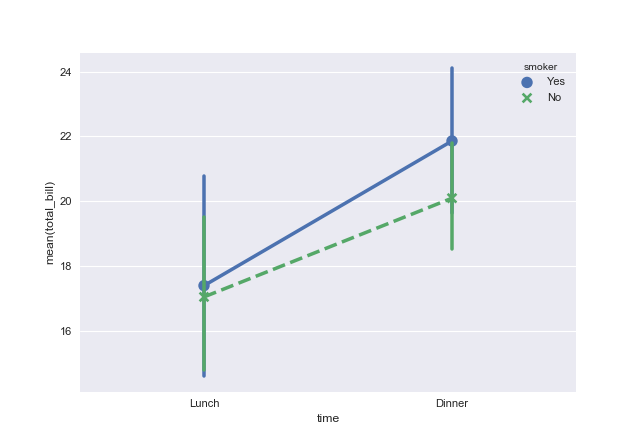 24
22
20
18
16
mean(total_bill)
smoker
Yes
No
Lunch
Dinner
time